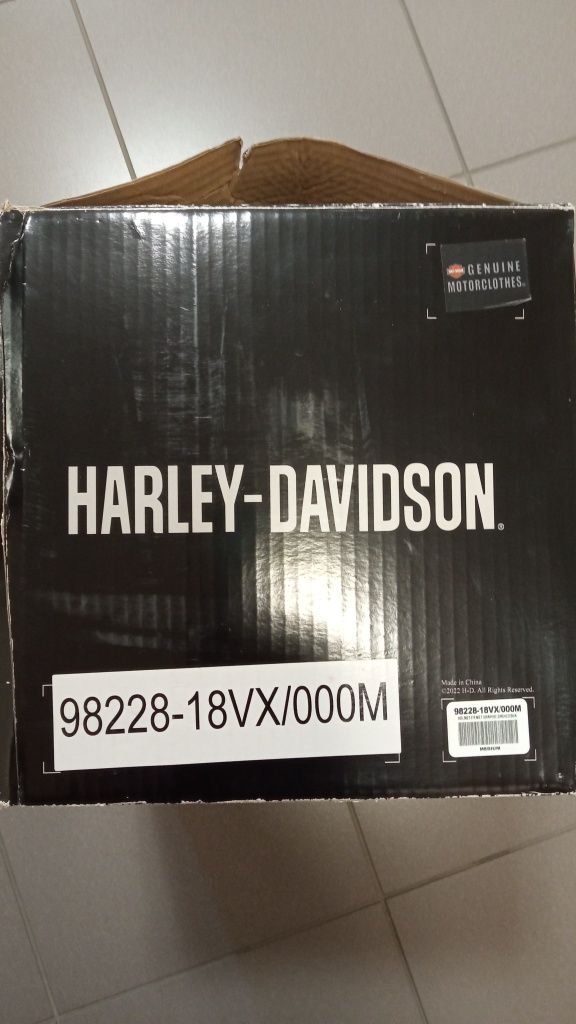 GENUINE
MOTORCLOTHES
HARLEY-DAVIDSON®
Made in China
©2022 H-D. All Rights Reserved.
98228-18VX/000M
98228-18VX/000M
MEDIUM